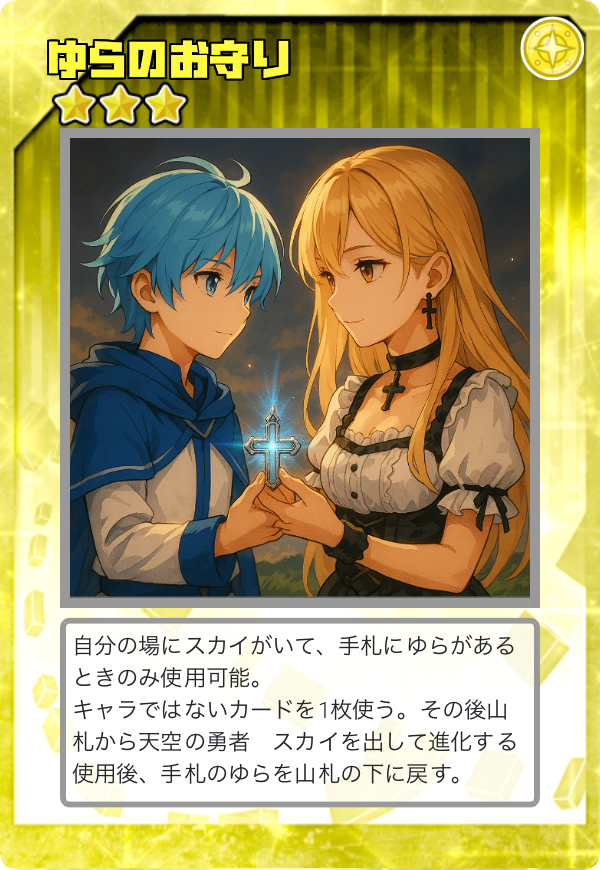 ゆらのお守り
自分の場にスカイがいて、手札にゆらがある
ときのみ使用可能。
キャラではないカードを1枚使う。その後山
札から天空の勇者　スカイを出して進化する
使用後、手札のゆらを山札の下に戻す。